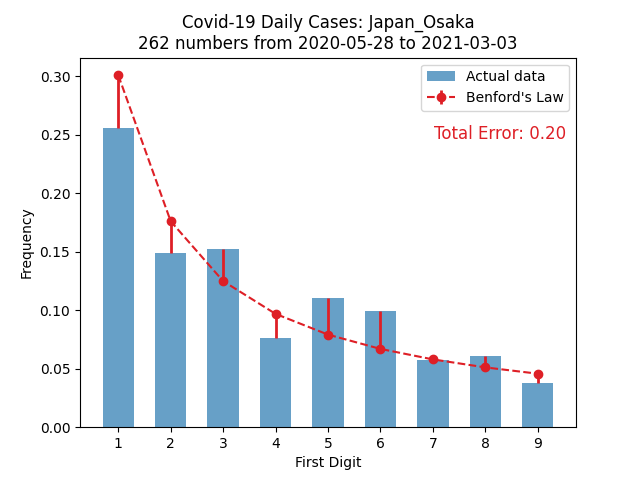 Covid-19 Daily Cases: Japan_Osaka
262 numbers from 2020-05-28 to 2021-03-03
Actual data
Benford's Law
Total Error: 0.20
Frequency
0.30
0.25
0.20
0.15
0.10
0.05
0.00
1 2 3 4 5 6 7 8 9
First Digit